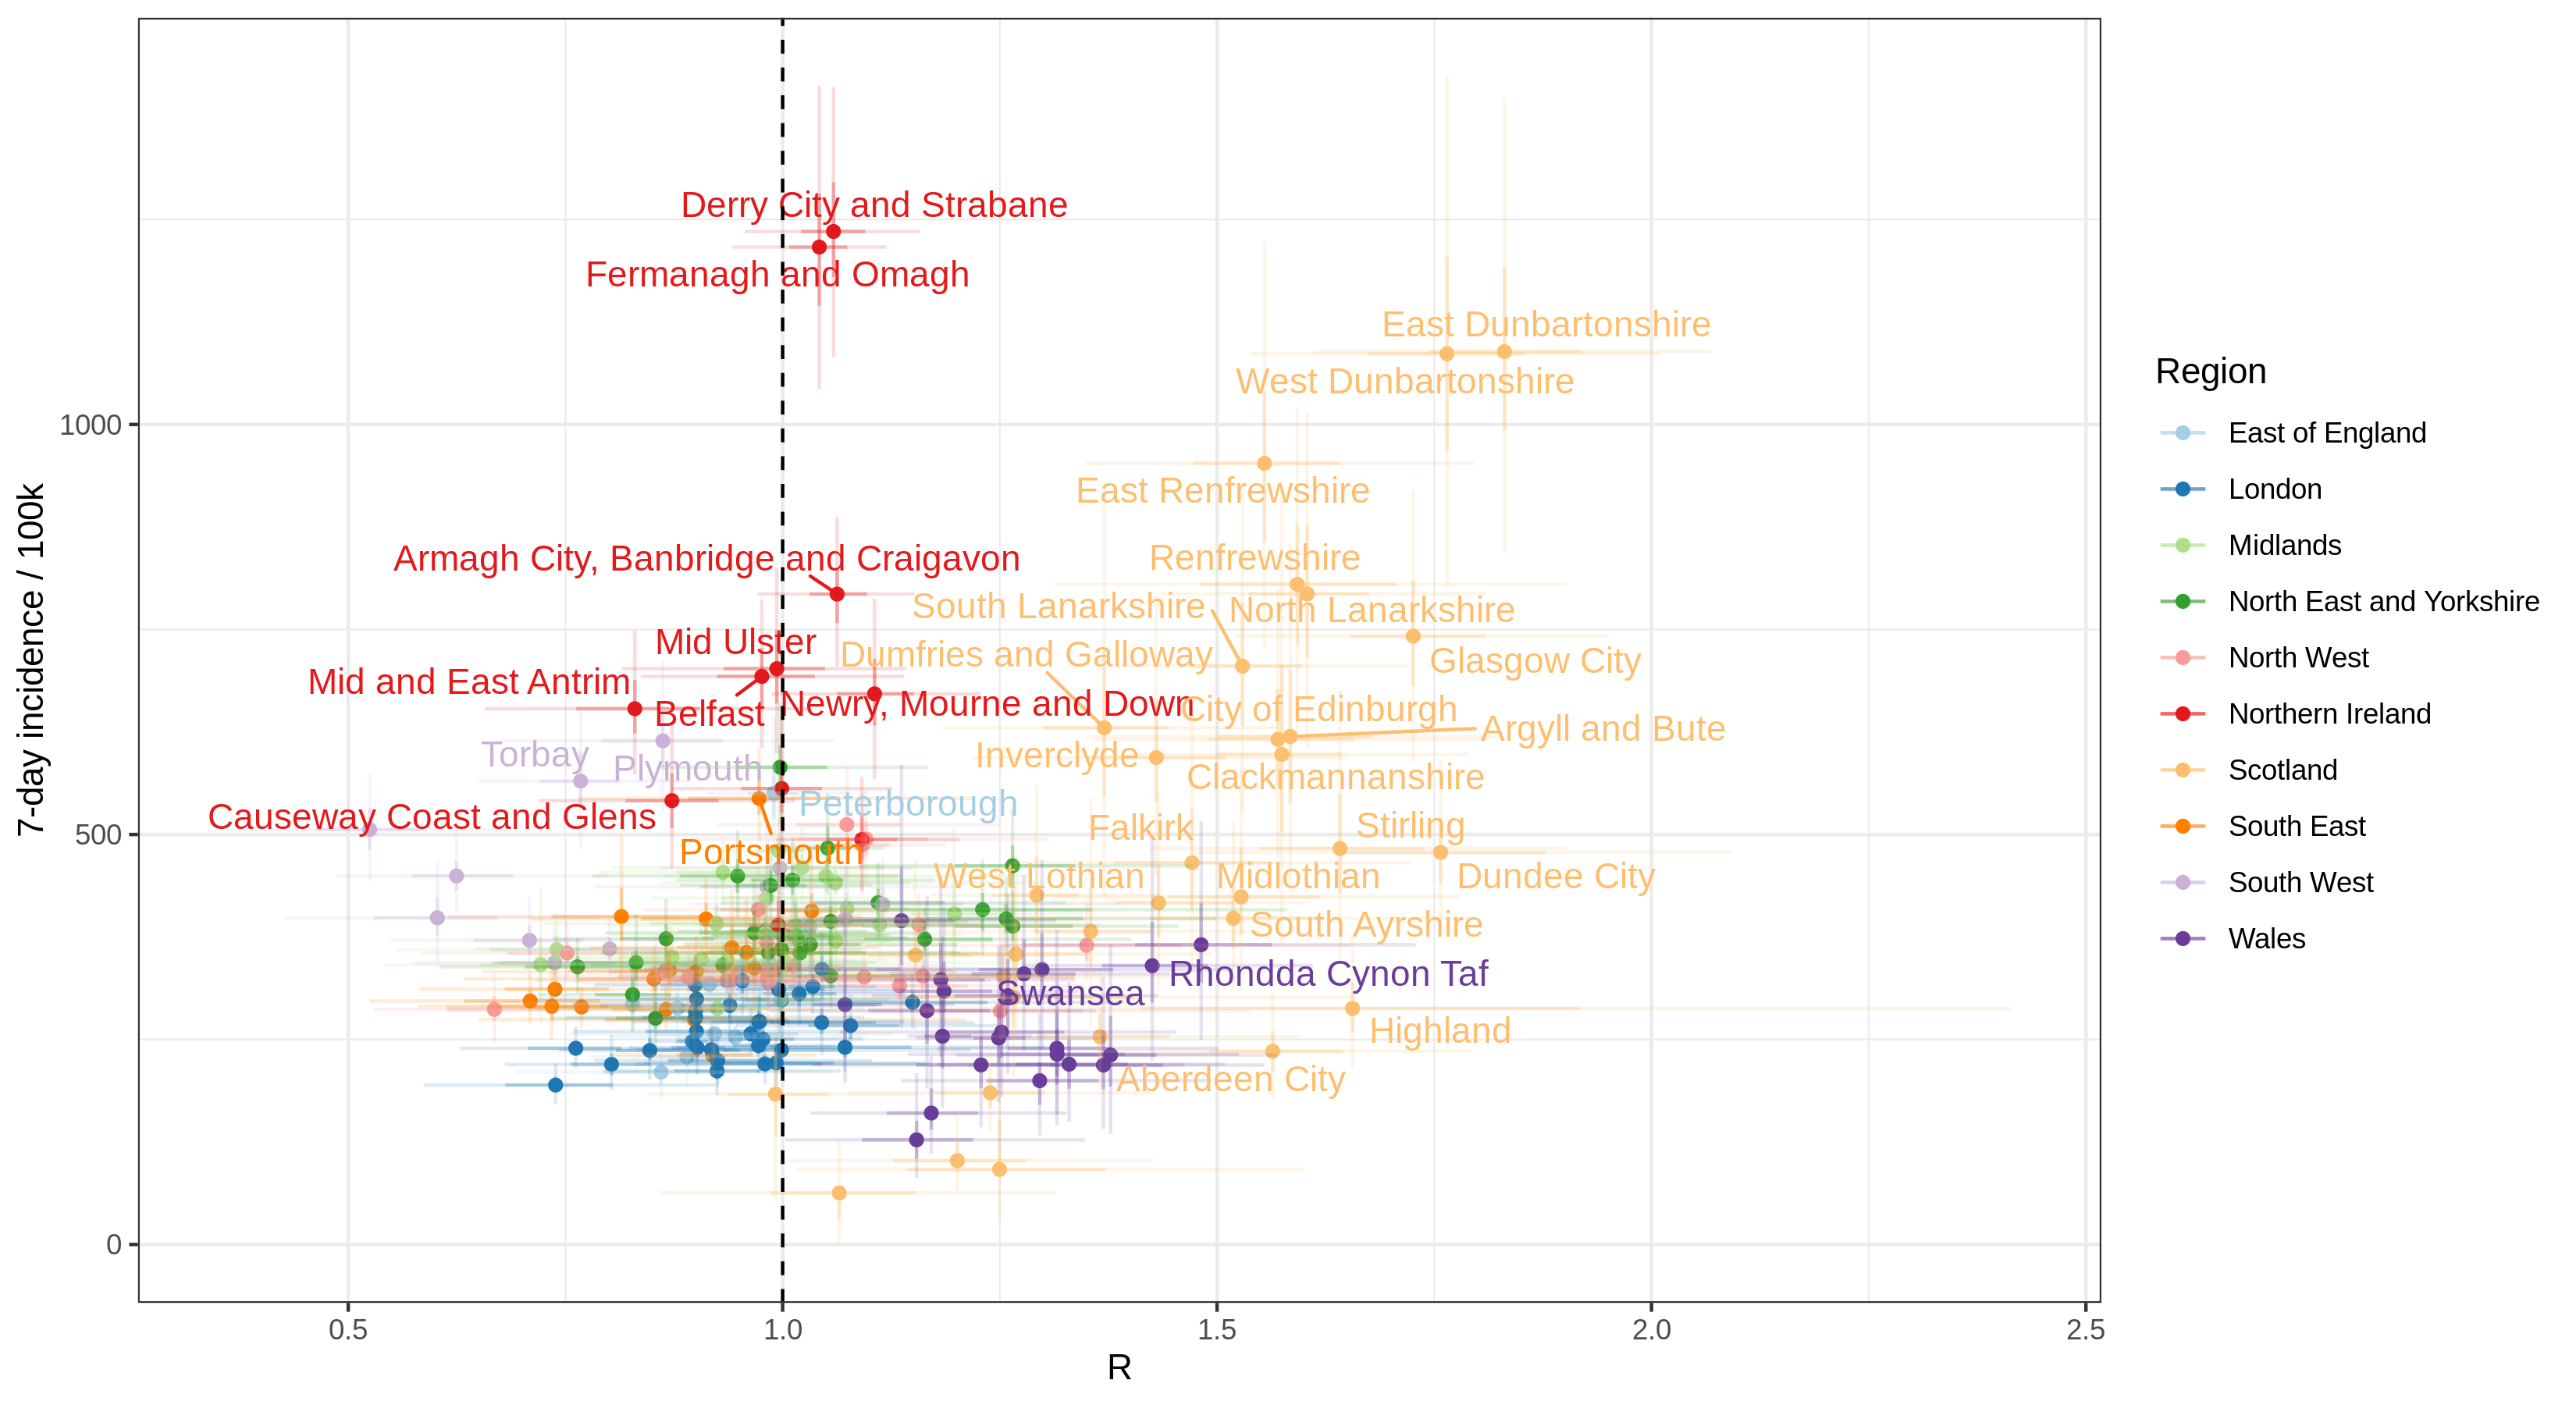 Derry City and Strabane
Fermanagh and Omagh
East Dunbartonshire
West Dunbartonshire
East Renfrewshire
Armagh City, Banbridge and Craigavon
Renfrewshire
South Lanarkshire
North Lanarkshire
Mid Ulster
Dumfries and Galloway
Glasgow City
Mid and East Antrim
Belfast
Newry, Mourne and Down
City of Edinburgh
Argyll and Bute
Torbay
Plymouth
Inverclyde
Clackmannanshire
Causeway Coast and Glens
Peterborough
Falkirk
Stirling
Portsmouth
West Lothian
Midlothian
Dundee City
South Ayrshire
Rhondda Cynon Taf
Swansea
Highland
Aberdeen City
7-day incidence / 100k
1000
500
0
0.5
1.0
1.5
2.0
2.5
R
Region
East of England
London
Midlands
North East and Yorkshire
North West
Northern Ireland
Scotland
South East
South West
Wales